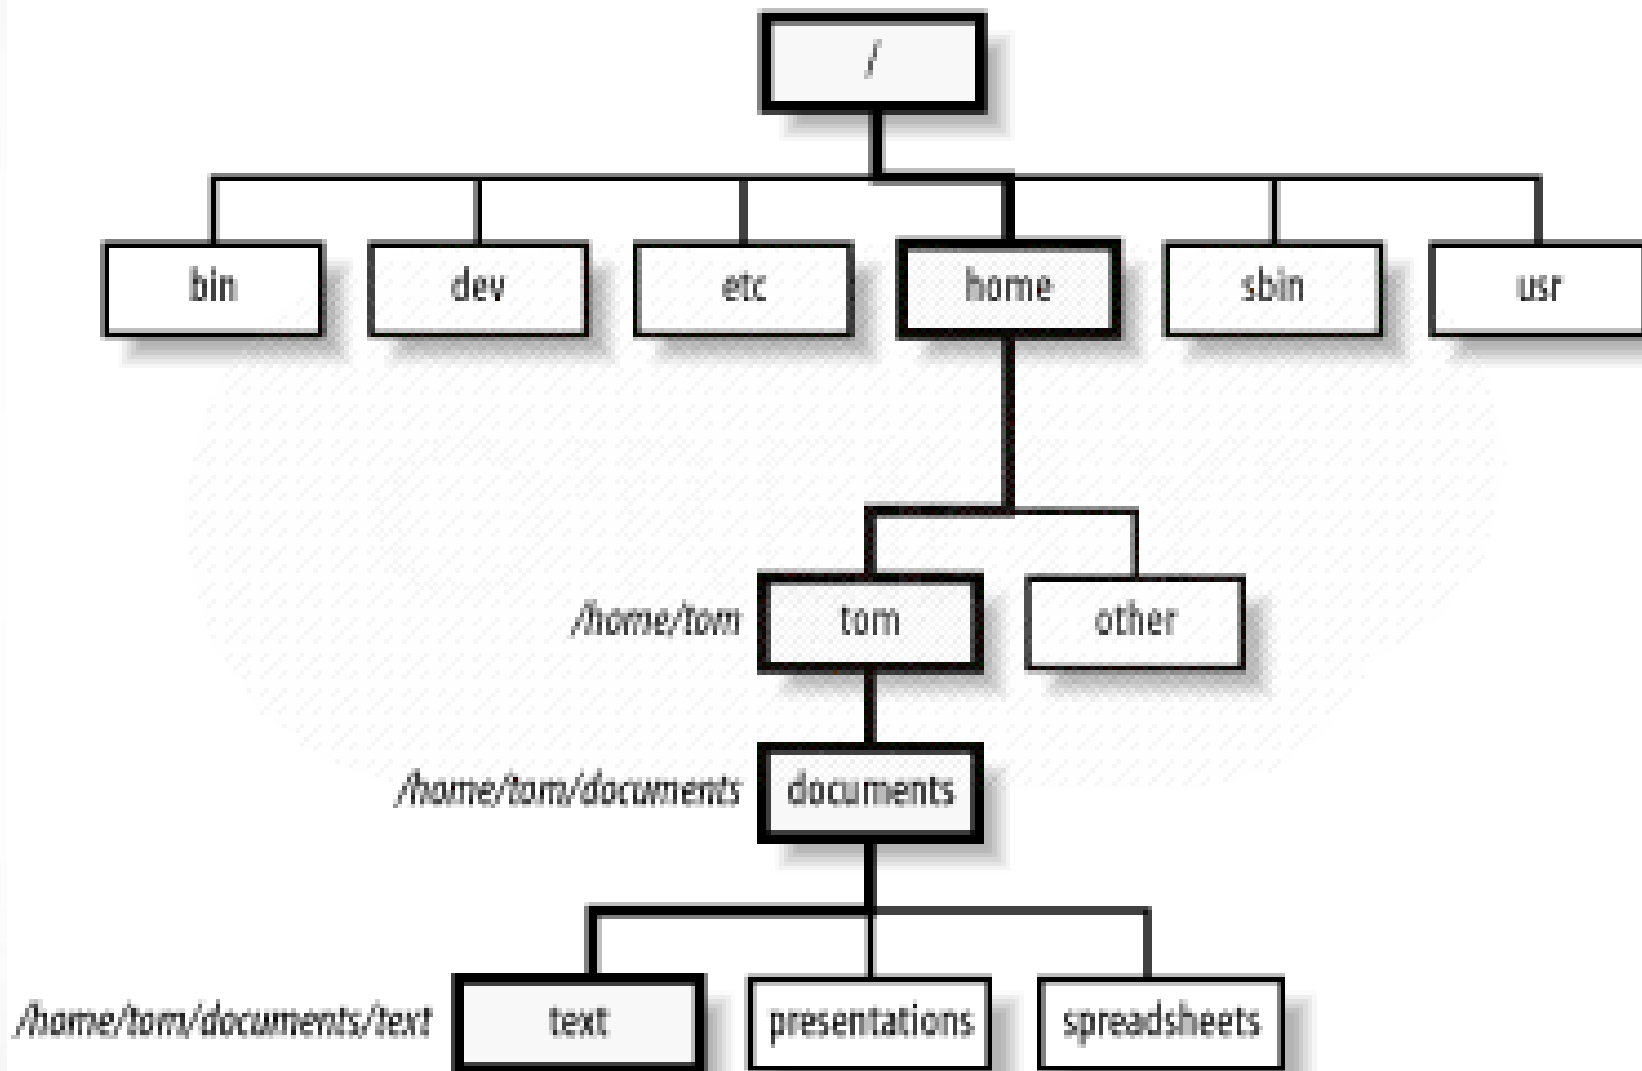 /
bin dev etc home sbin usr
/home/tom tom other
/home/tom/documents documents
/home/tom/documents/text text presentations spreadsheets